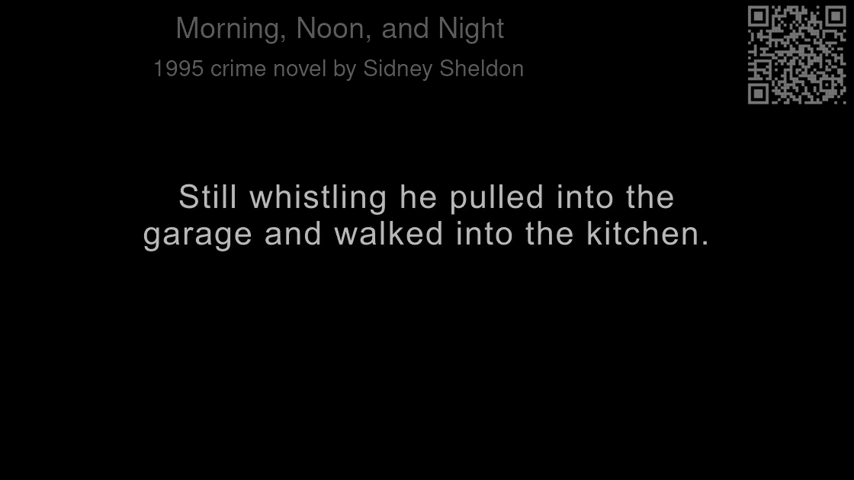 Morning, Noon, and Night
1995 crime novel by Sidney Sheldon
Still whistling he pulled into the
garage and walked into the kitchen.